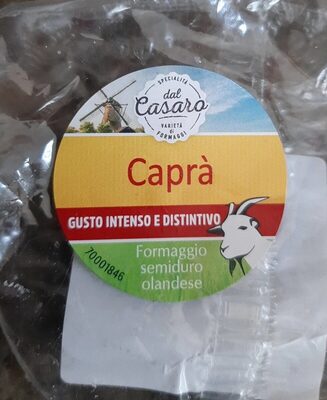 SPECIALITÀ
dal
Casaro
VARIETÀ di
FORMAGGI
Caprà
GUSTO INTENSO E DISTINTIVO
Formaggio
semiduro
olandese
70001846